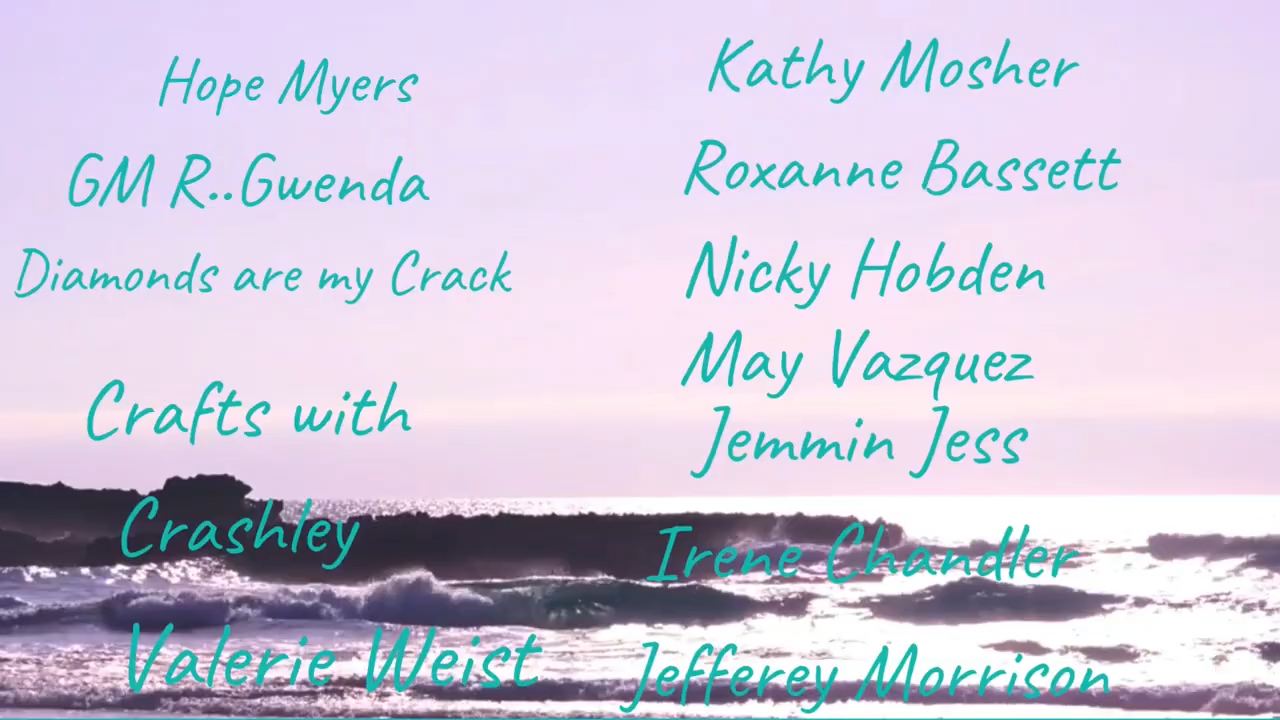 Hope Myers
GM R..Gwenda
Diamonds are my Crack
Crafts with
Crashley
Valerie Weist
Kathy Mosher
Roxanne Bassett
Nicky Hobden
May Vazquez
Jemmin Jess
Irene Chandler
Jefferey Morrison